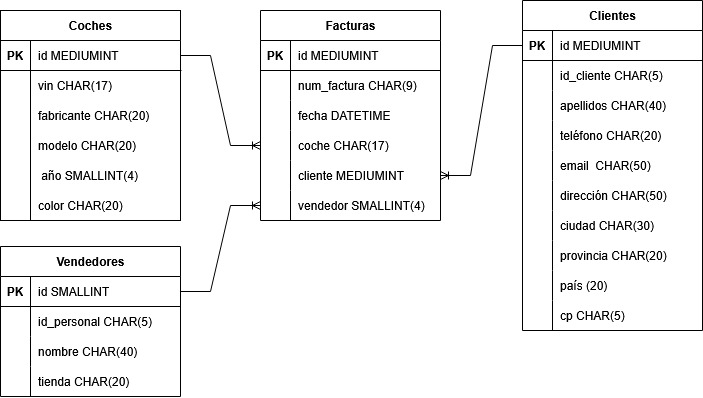 Coches
PK id MEDIUMINT
vin CHAR(17)
fabricante CHAR(20)
modelo CHAR(20)
año SMALLINT(4)
color CHAR(20)
Facturas
PK id MEDIUMINT
num_factura CHAR(9)
fecha DATETIME
coche CHAR(17)
cliente MEDIUMINT
vendedor SMALLINT(4)
Clientes
PK id MEDIUMINT
id_cliente CHAR(5)
apellidos CHAR(40)
teléfono CHAR(20)
email CHAR(50)
dirección CHAR(50)
ciudad CHAR(30)
provincia CHAR(20)
país (20)
cp CHAR(5)
Vendedores
PK id SMALLINT
id_personal CHAR(5)
nombre CHAR(40)
tienda CHAR(20)